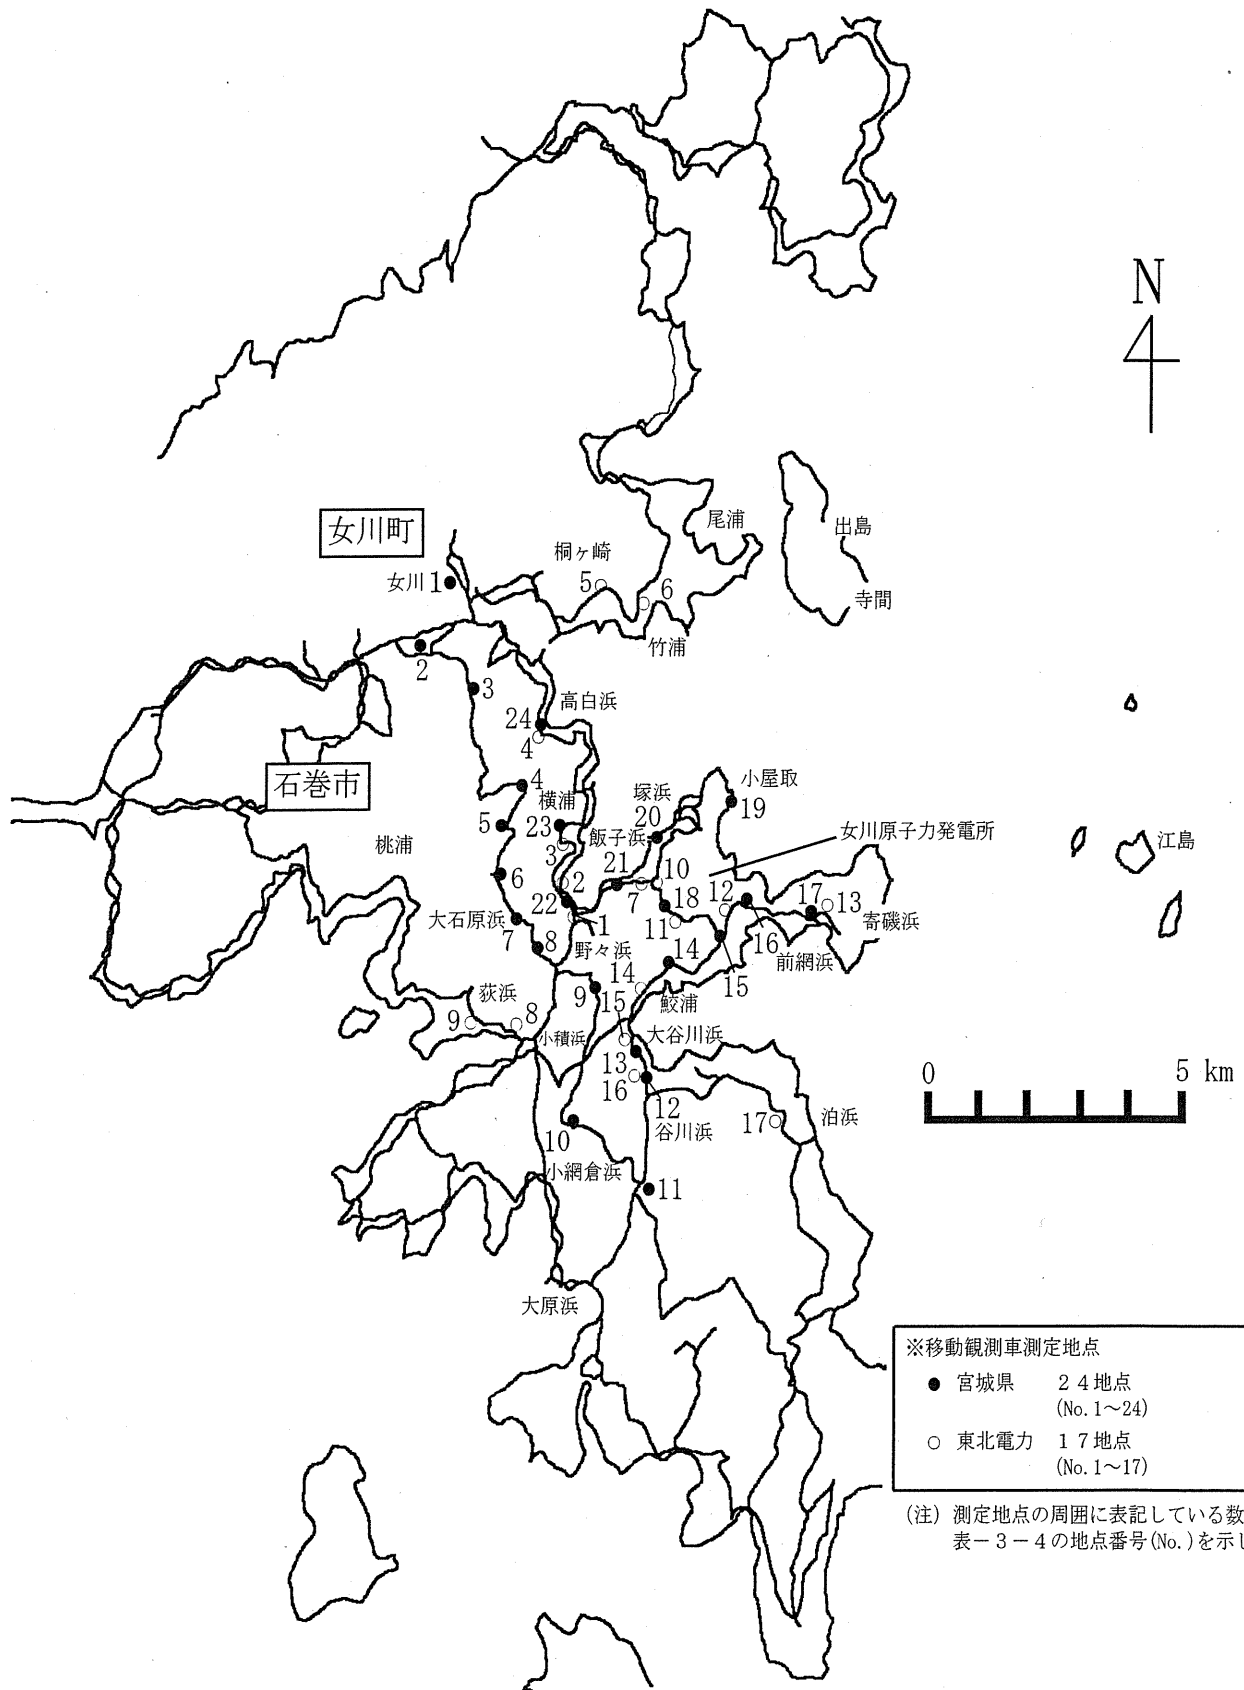 N
女川町
尾浦
出島
桐ヶ崎
女川 1
5
6
寺間
竹浦
2
3
高白浜
24
4
石巻市
4
横浦
塚浜
小屋取
19
5
23
20
女川原子力発電所
桃浦
飯子浜
3
江島
21
6
2
7
10
18
12
17
13
22
大石原浜
1
11
16
寄磯浜
7
8
野々浜
14
15
前網浜
9
14
15
鮫浦
荻浜
9
8
小積浜
大谷川浜
13
16
12
0
5 km
10
谷川浜
17
泊浜
小網倉浜
11
大原浜
※移動観測車測定地点
● 宮城県 24地点
(No.1～24)
○ 東北電力 17地点
(No.1～17)
(注) 測定地点の周囲に表記している数
表－3－4の地点番号(No.)を示し